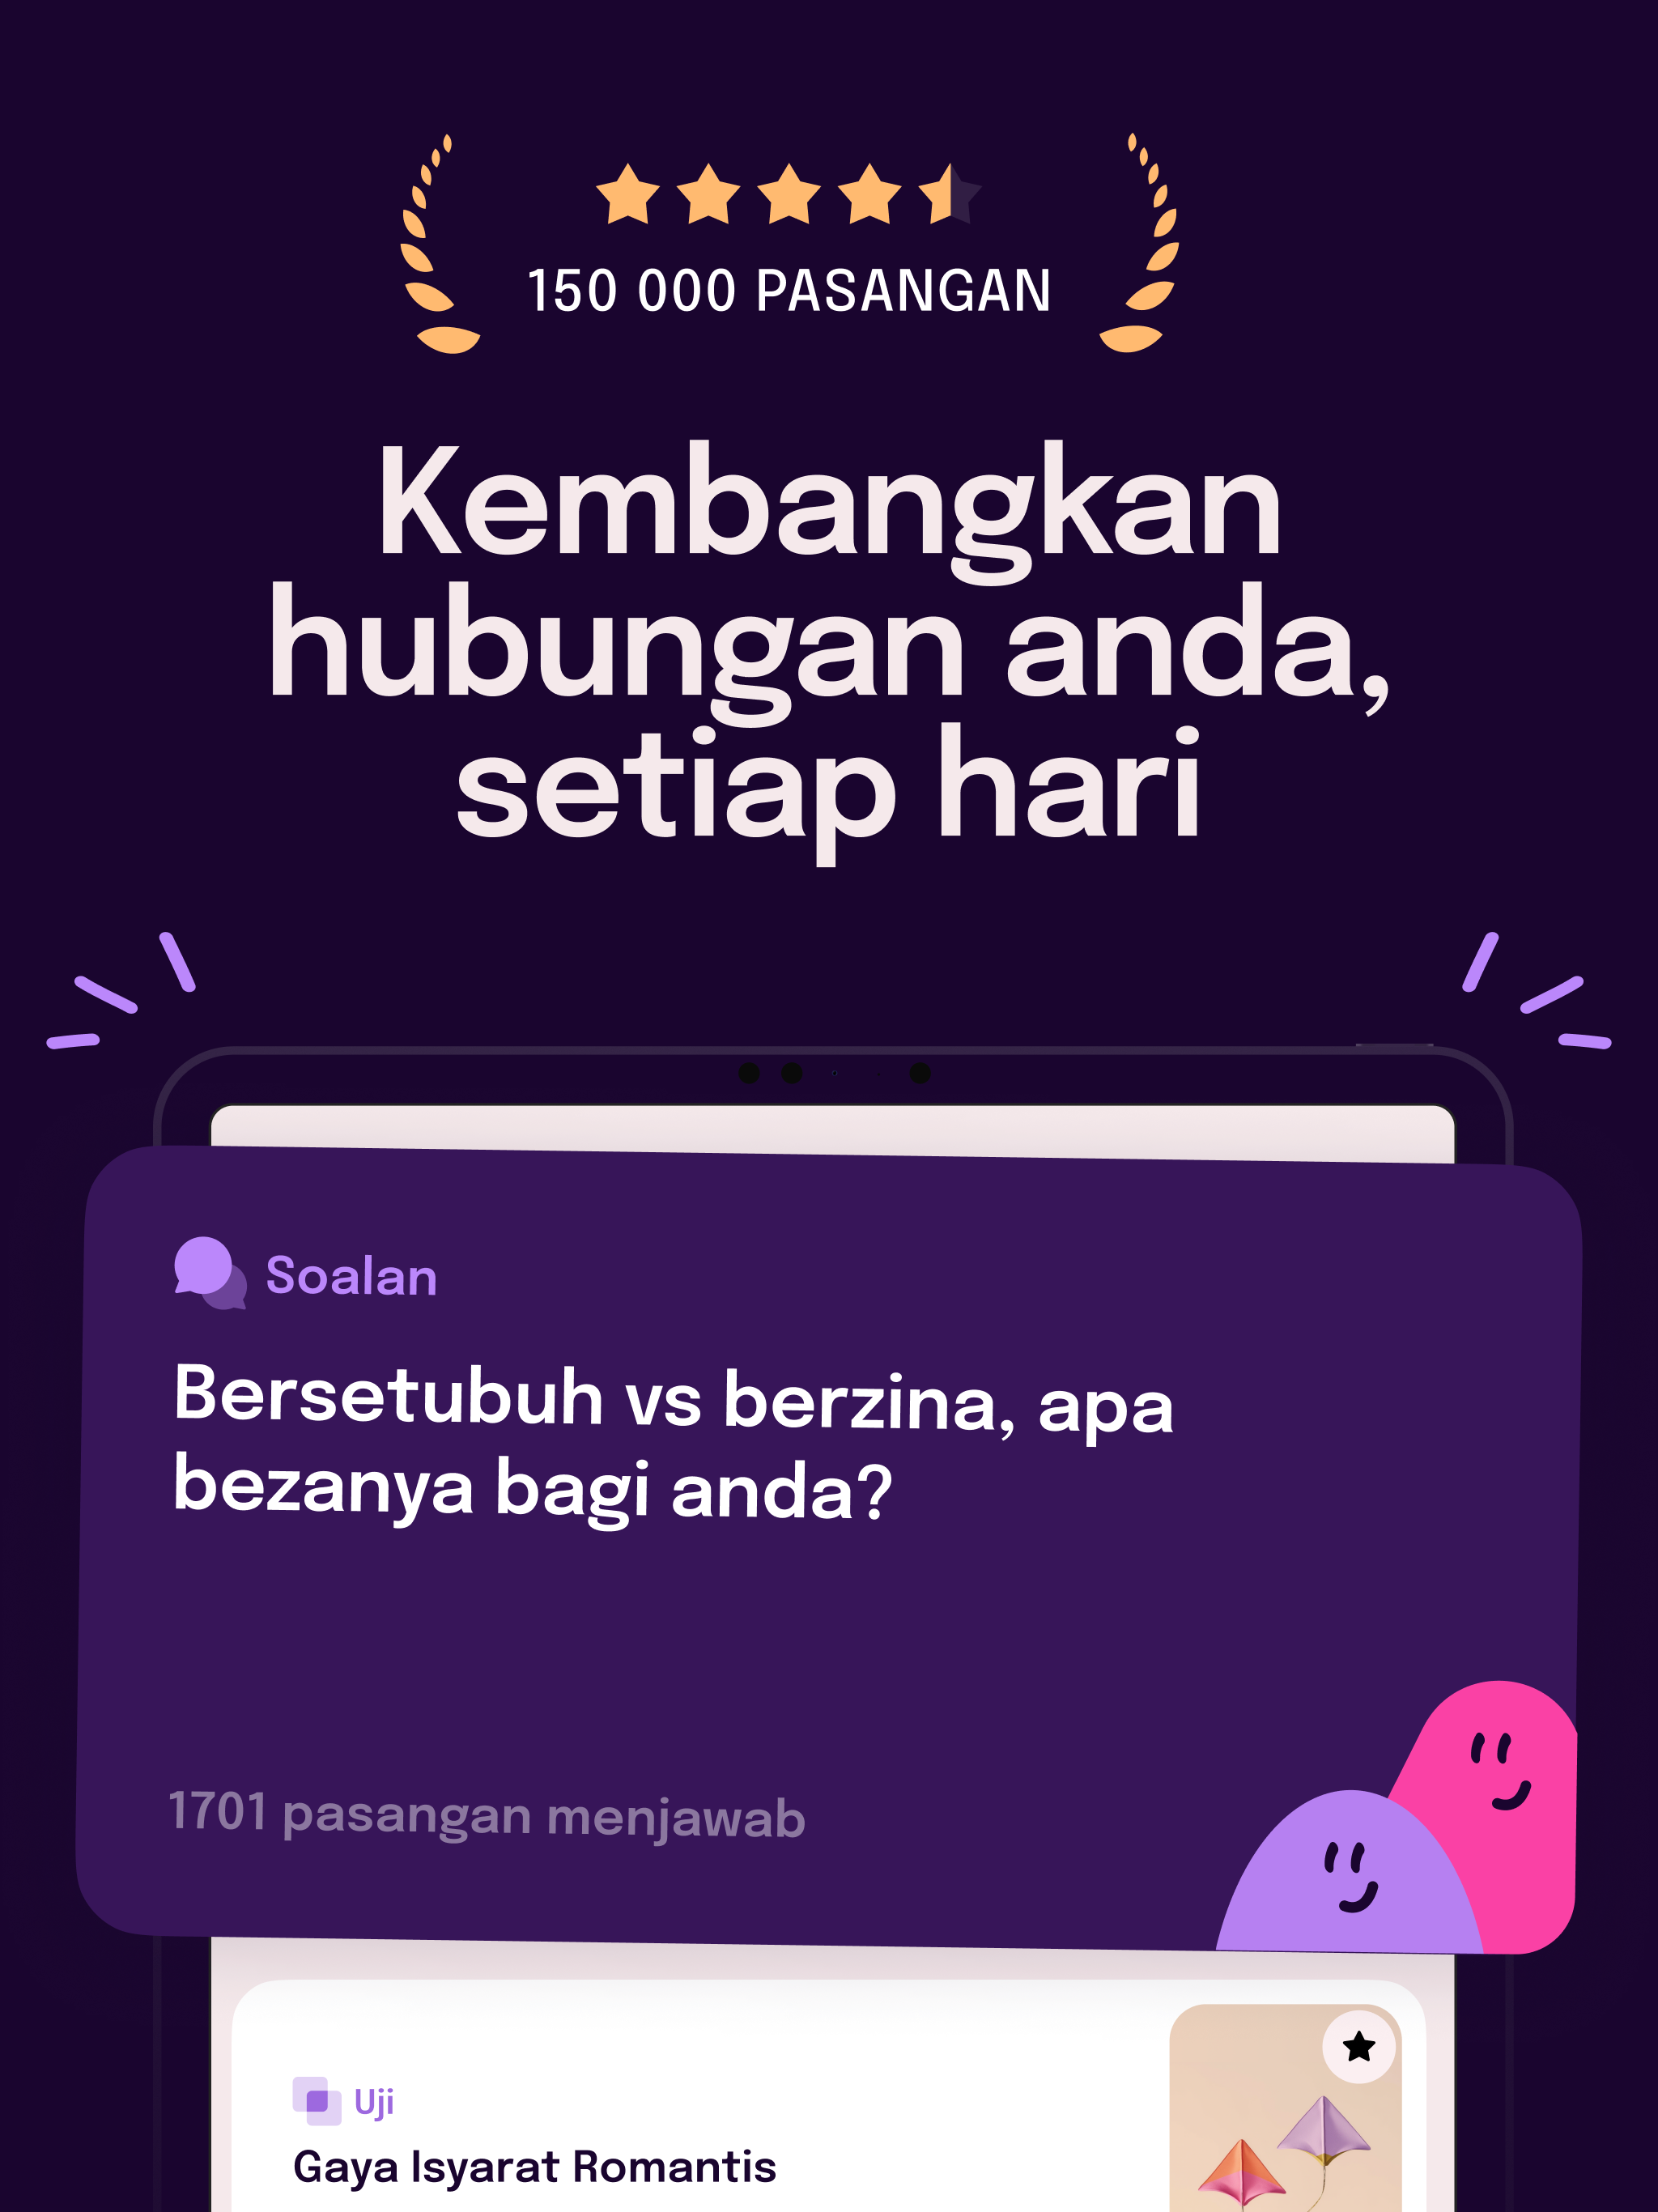 150 000 PASANGAN
Kembangkan
hubungan anda,
setiap hari
Soalan
Bersetubuh vs berzina, apa
bezanya bagi anda?
1701 pasangan menjawab
Uji
Gaya Isyarat Romantis